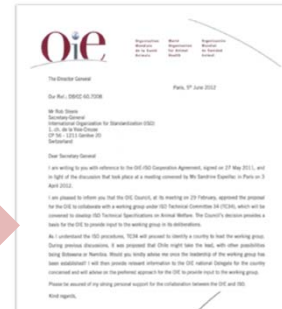 Oie
Organisation World Organización
Mondiale Organisation Mundial
de la Santé for Animal de Sanidad
Animale Health Animal
The Director General
Paris, 5th June 2012
Our Ref.:
Mr Rob Steele
Secretary General
International Organization for Standardization (ISO)
1, ch. de la Voie-Creuse
CP 56 - 1211 Genève 20
Switzerland
Dear Secretary General
I am writing to you with reference to the OIE-ISO Cooperation Agreement, signed on 27 May 2011, and
in light of the discussion that took place at a meeting convened by Ms Sandrine Espeillac in Paris on 3
April 2012.
I am pleased to inform you that the OIE Council, at its meeting on 29 February, approved the proposal
for the OIE to collaborate with a working group under ISO Technical Committee 34 (TC34), which will be
convened to develop ISO Technical Specifications on Animal Welfare. The Council's decision provides a
basis for the OIE to provide input to the working group in its deliberations.
As I understand the ISO procedures, TC34 will proceed to identify a country to lead the working group.
During previous discussions, it was proposed that Chile might take the lead, with other possibilities
being Botswana or Namibia. Would you kindly advise me once the leadership of the working group has
been established? I will then provide relevant information to the OIE national Delegates for the country
concerned and will advise on the preferred approach for the OIE to provide input to the working group.
Please be assured of my strong personal support for the collaboration between the OIE and ISO.
Kind regards,